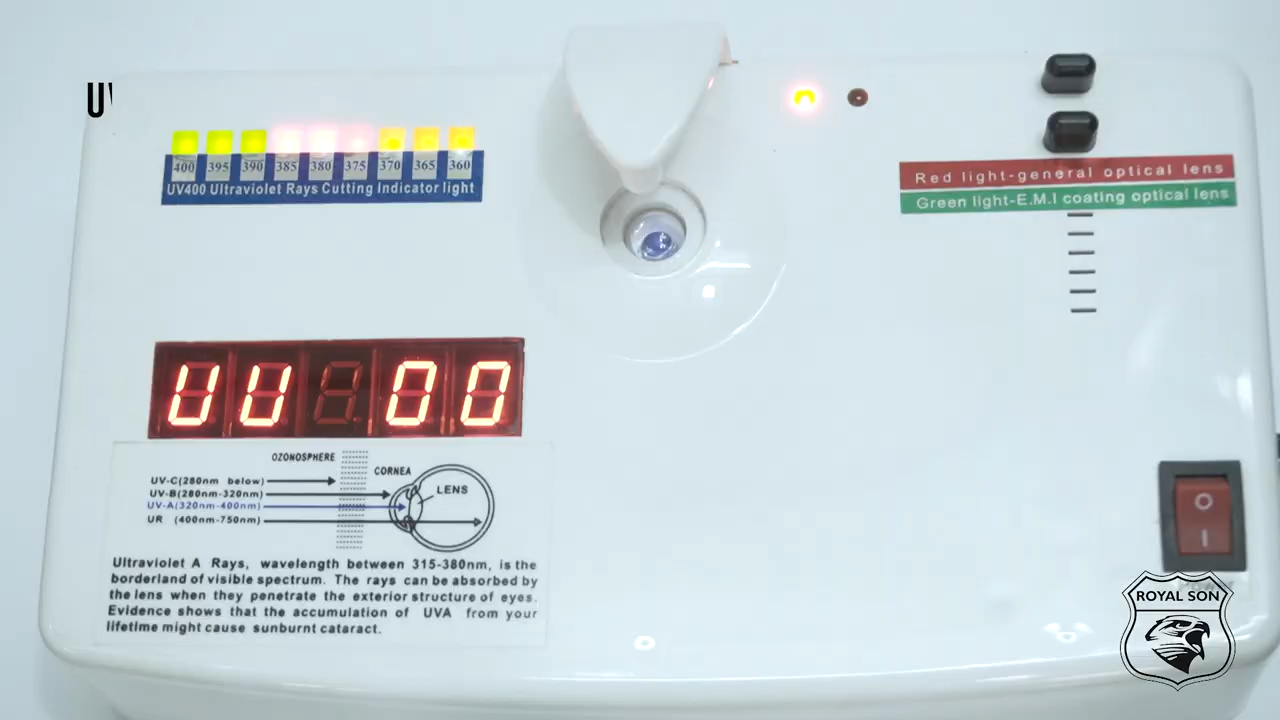 UV
400 395 390 385 380 375 370 365 360
UV400 Ultraviolet Rays Cutting Indicator light
Red light-general optical lens
Green light-E.M.I coating optical lens
UU 00
OZONOSPHERE
CORNEA
LENS
UV-C(280nm below)
UV-B(280nm-320nm)
UV-A(320nm-400nm)
UR (400nm-750nm)
Ultraviolet A Rays, wavelength between 315-380nm, is the
borderland of visible spectrum. The rays can be absorbed by
the lens when they penetrate the exterior structure of eyes.
Evidence shows that the accumulation of UVA from your
lifetime might cause sunburnt cataract.
O
I
ROYAL SON